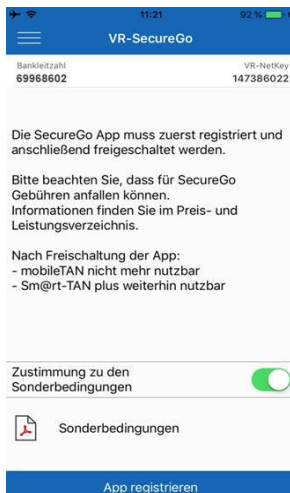 11:21
92 %
VR-SecureGo
Bankleitzahl
VR-NetKey
69968602
147386022
Die SecureGo App muss zuerst registriert und
anschließend freigeschaltet werden.
Bitte beachten Sie, dass für SecureGo
Gebühren anfallen können.
Informationen finden Sie im Preis- und
Leistungsverzeichnis.
Nach Freischaltung der App:
- mobileTAN nicht mehr nutzbar
- Sm@rt-TAN plus weiterhin nutzbar
Zustimmung zu den
Sonderbedingungen
Sonderbedingungen
App registrieren